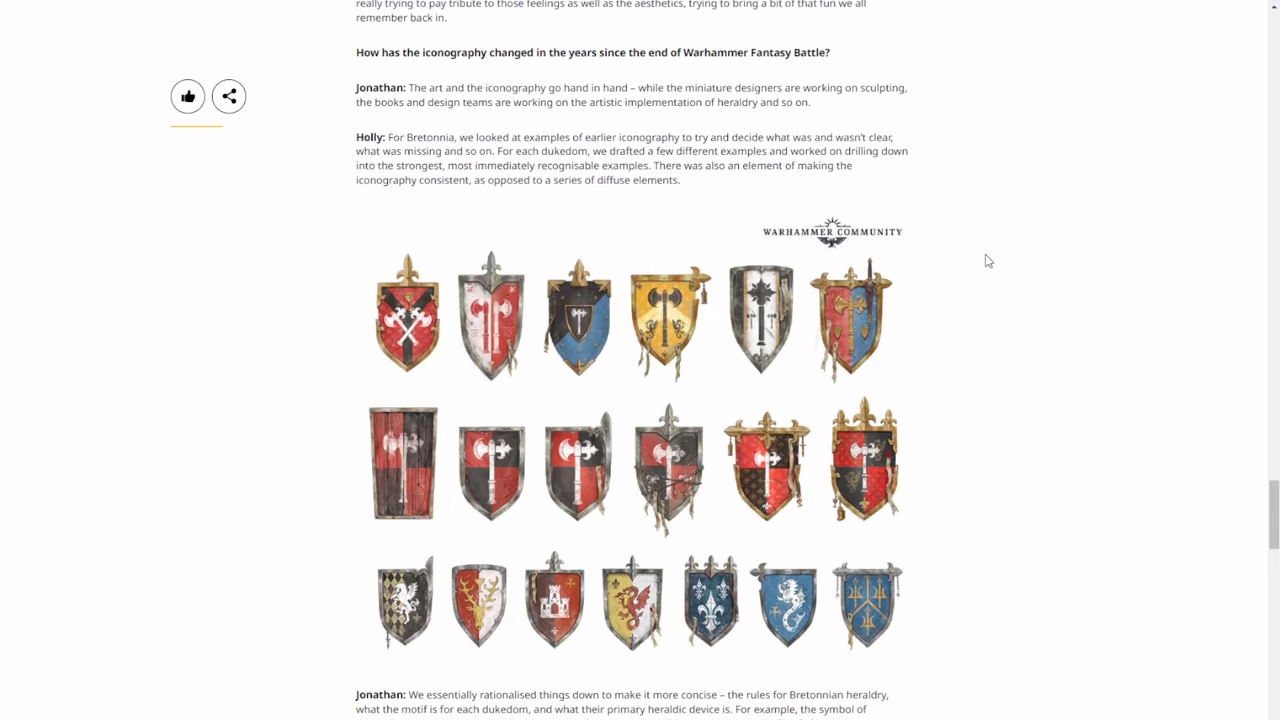 really trying to pay tribute to those feelings as well as the aesthetics, trying to bring a bit of that fun we all
remember back in.
How has the iconography changed in the years since the end of Warhammer Fantasy Battle?
Jonathan: The art and the iconography go hand in hand – while the miniature designers are working on sculpting,
the books and design teams are working on the artistic implementation of heraldry and so on.
Holly: For Bretonnia, we looked at examples of earlier iconography to try and decide what was and wasn't clear,
what was missing and so on. For each dukedom, we drafted a few different examples and worked on drilling down
into the strongest, most immediately recognisable examples. There was also an element of making the
iconography consistent, as opposed to a series of diffuse elements.
WARHAMMER COMMUNITY
Jonathan: We essentially rationalised things down to make it more concise – the rules for Bretonnian heraldry,
what the motif is for each dukedom, and what their primary heraldic device is. For example, the symbol of